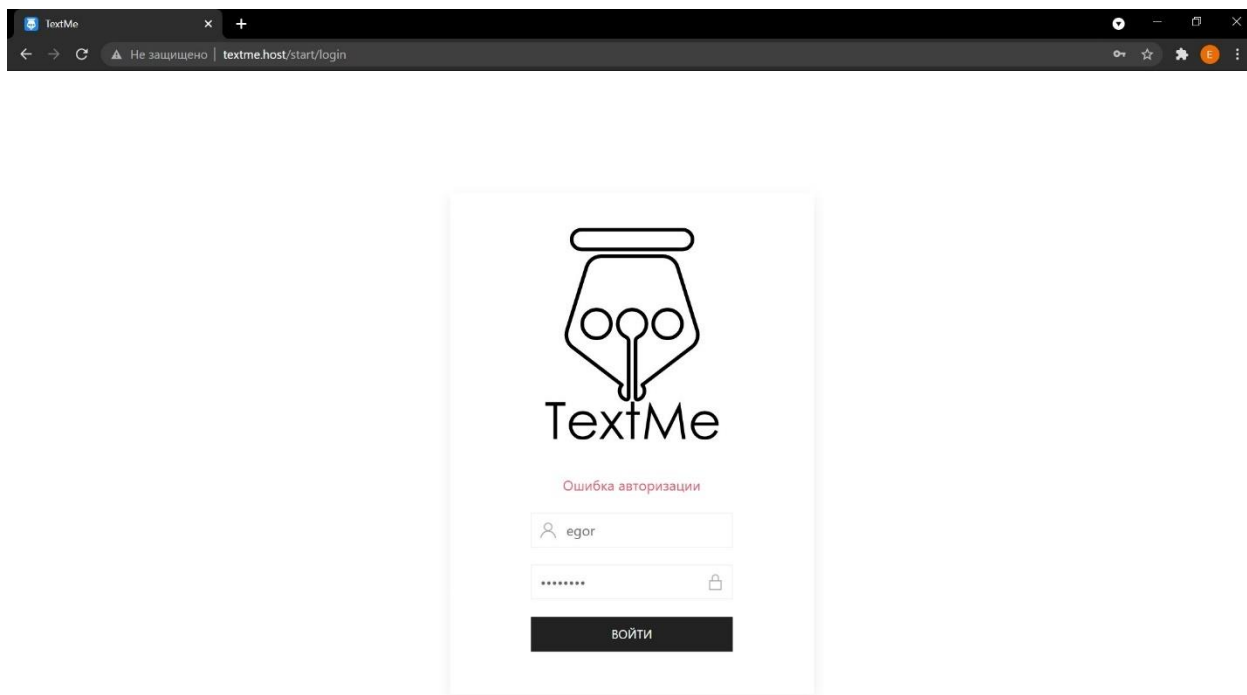 TextMe
Не защищено | textme.host/start/login
E
TextMe
Ошибка авторизации
egor
••••••••
ВОЙТИ